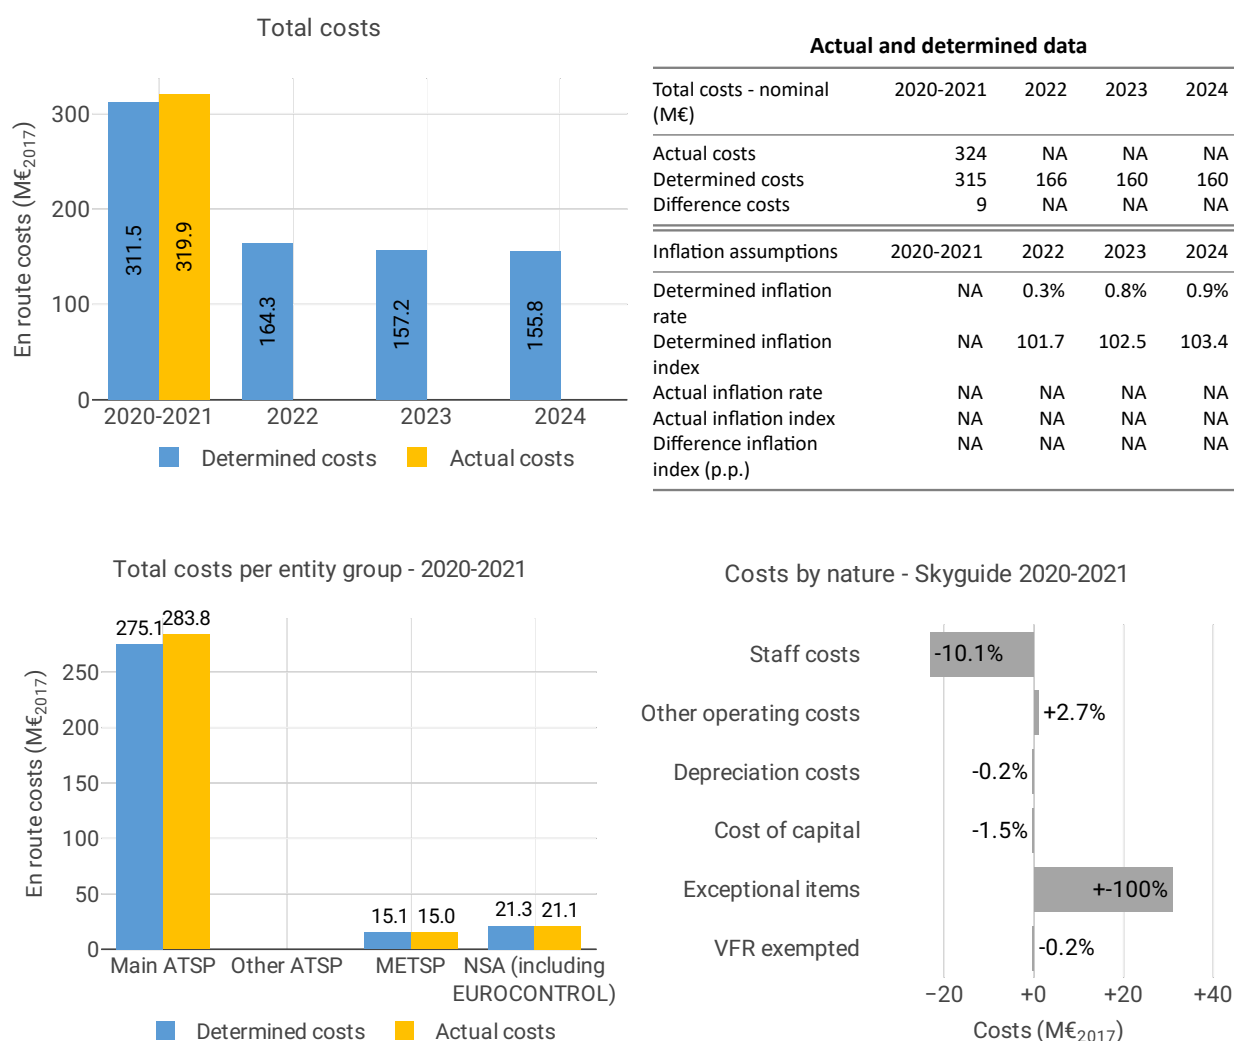 Total costs
En route costs (M€2017)
300
200
100
0
311.5
319.9
164.3
157.2
155.8
2020-2021 2022 2023 2024
Determined costs Actual costs
Actual and determined data
Total costs - nominal 2020-2021 2022 2023 2024
(M€)
Actual costs 324 NA NA NA
Determined costs 315 166 160 160
Difference costs 9 NA NA NA
Inflation assumptions 2020-2021 2022 2023 2024
Determined inflation NA 0.3% 0.8% 0.9%
rate
Determined inflation NA 101.7 102.5 103.4
index
Actual inflation rate NA NA NA NA
Actual inflation index NA NA NA NA
Difference inflation NA NA NA NA
index (p.p.)
Total costs per entity group - 2020-2021
En route costs (M€2017)
250
200
150
100
50
0
275.1 283.8
15.1 15.0
21.3 21.1
Main ATSP Other ATSP METSP NSA (including
EUROCONTROL)
Determined costs Actual costs
Costs by nature - Skyguide 2020-2021
Staff costs -10.1%
Other operating costs +2.7%
Depreciation costs -0.2%
Cost of capital -1.5%
Exceptional items +-100%
VFR exempted -0.2%
−20 +0 +20 +40
Costs (M€2017)